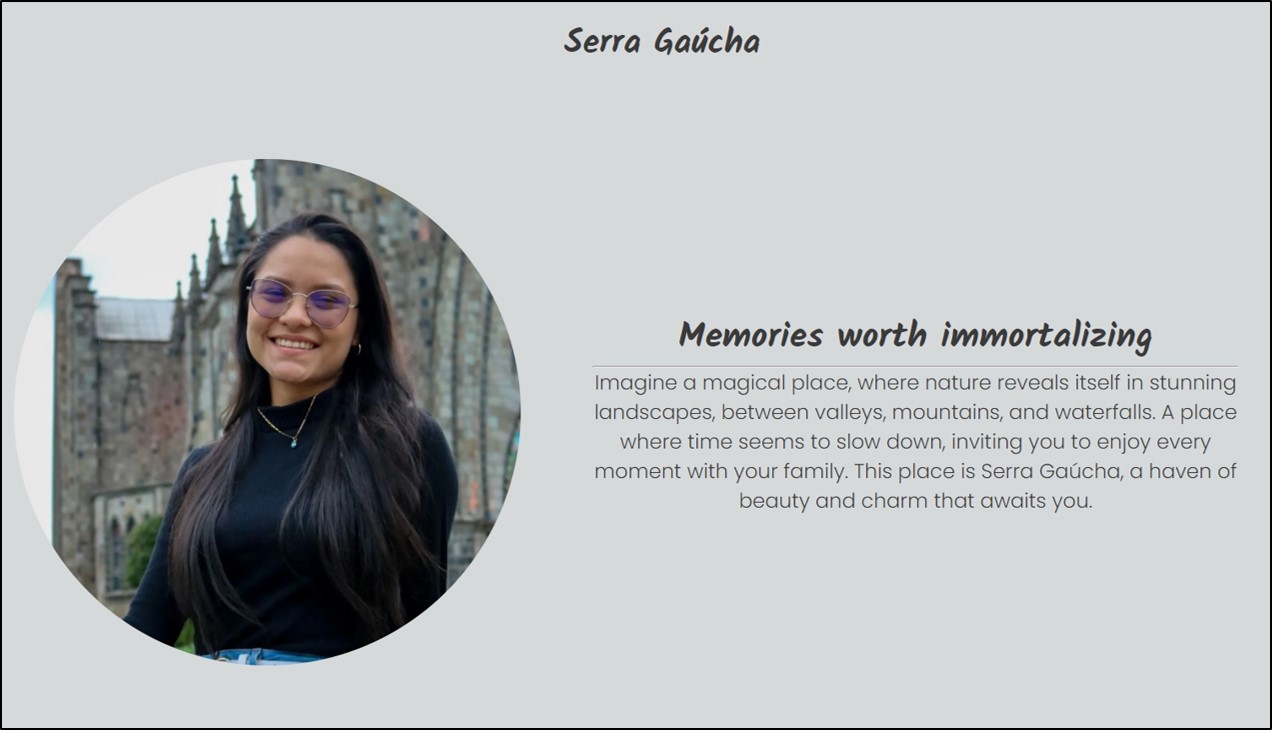 Serra Gaúcha
Memories worth immortalizing
Imagine a magical place, where nature reveals itself in stunning
landscapes, between valleys, mountains, and waterfalls. A place
where time seems to slow down, inviting you to enjoy every
moment with your family. This place is Serra Gaúcha, a haven of
beauty and charm that awaits you.